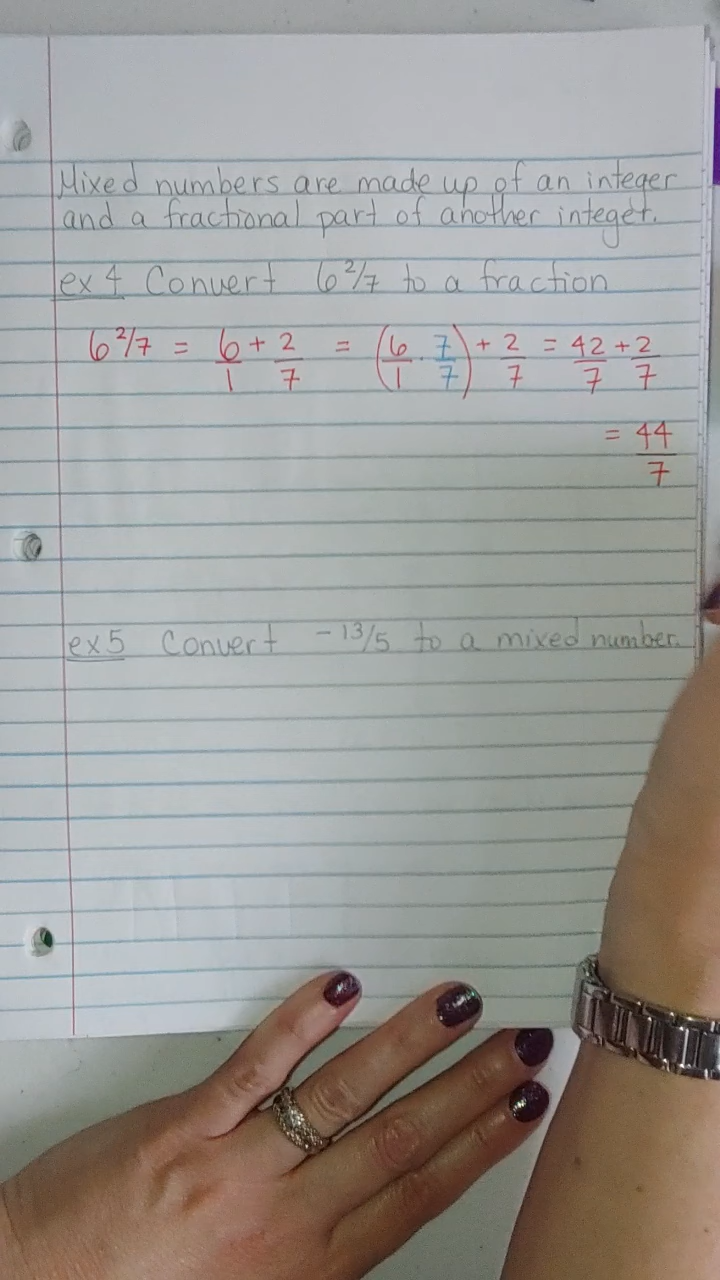 Mixed numbers are made up of an integer
and a fractional part of another integer.
ex 4 Convert 6 2/7 to a fraction
6 2/7 = 6/1 + 2/7 = (6/1 · 7/7) + 2/7 = 42/7 + 2/7
= 44/7
ex 5 Convert -13/5 to a mixed number.